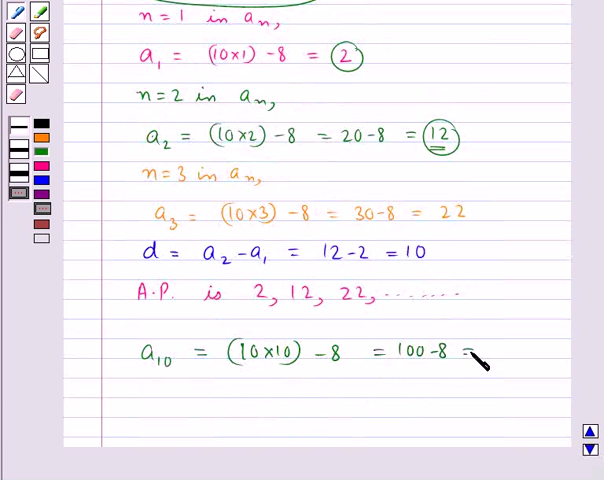 n=1 in aₙ,
a₁ = (10×1) -8 = 2
n=2 in aₙ,
a₂ = (10×2) -8 = 20-8 = 12
n=3 in aₙ,
a₃ = (10×3) -8 = 30-8 = 22
d = a₂-a₁ = 12-2 =10
A.P. is 2, 12, 22, ........
a₁₀ = (10×10) -8 = 100-8 =